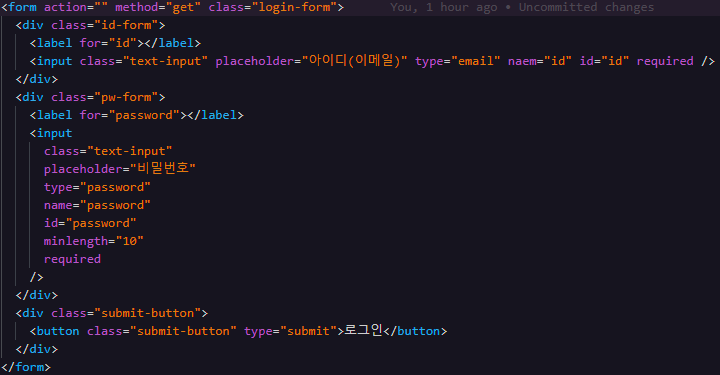 <form action="" method="get" class="login-form"> You, 1 hour ago • Uncommitted changes
<div class="id-form">
<label for="id"></label>
<input class="text-input" placeholder="아이디(이메일)" type="email" naem="id" id="id" required />
</div>
<div class="pw-form">
<label for="password"></label>
<input
class="text-input"
placeholder="비밀번호"
type="password"
name="password"
id="password"
minlength="10"
required
/>
</div>
<div class="submit-button">
<button class="submit-button" type="submit">로그인</button>
</div>
</form>